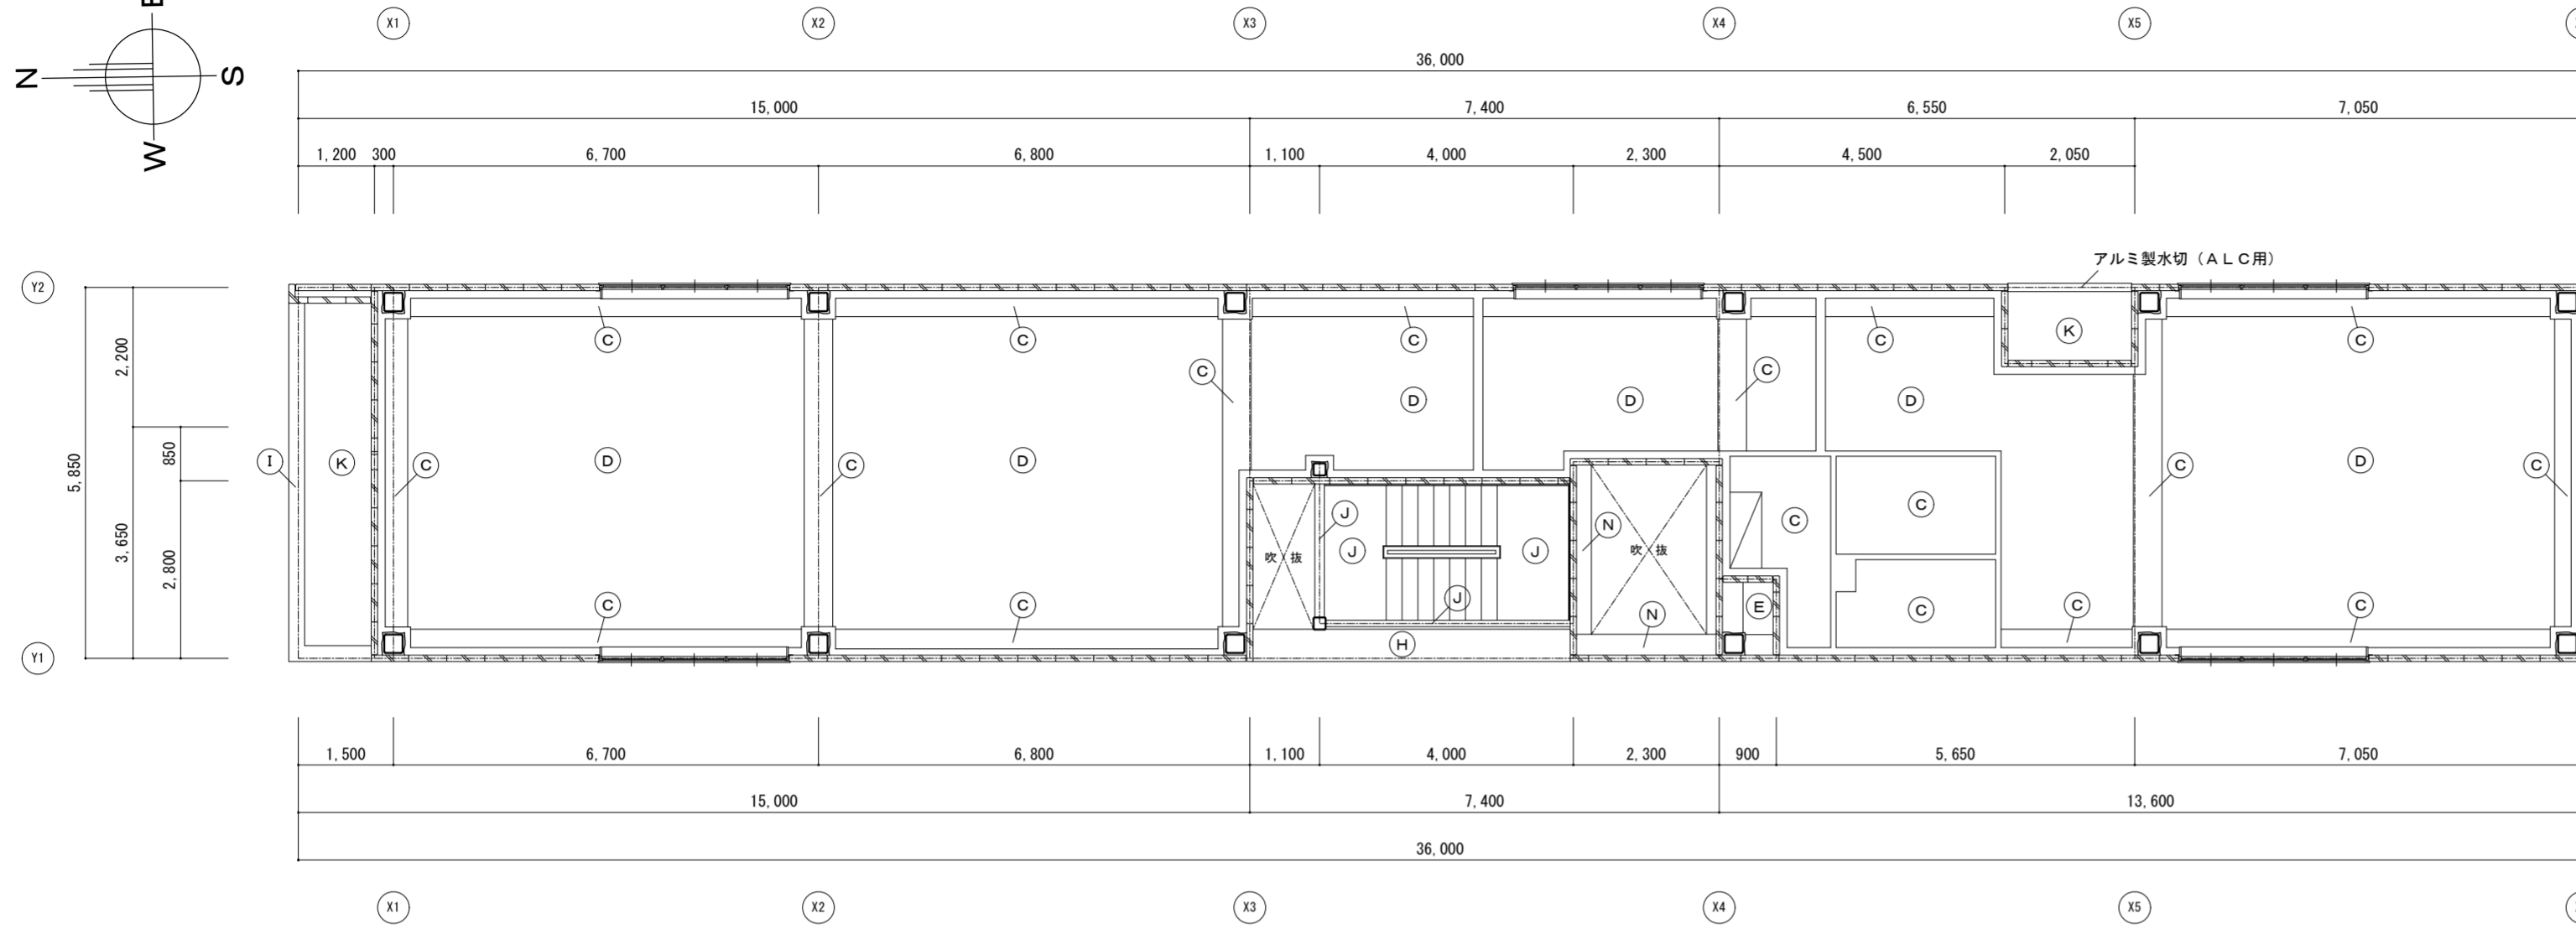 E
N
S
W
X1 X2 X3 X4 X5
36,000
15,000 7,400 6,550 7,050
1,200 300 6,700 6,800 1,100 4,000 2,300 4,500 2,050
アルミ製水切（ＡＬＣ用）
Y2
K
C C C C C
2,200
C C
D D D
850
I K C D C D C D C
5,850
C
C
J
3,650
N
J J 吹 抜
吹 抜
2,800
J
C C E C C C
N
H
Y1
1,500 6,700 6,800 1,100 4,000 2,300 900 5,650 7,050
15,000 7,400 13,600
36,000
X1 X2 X3 X4 X5